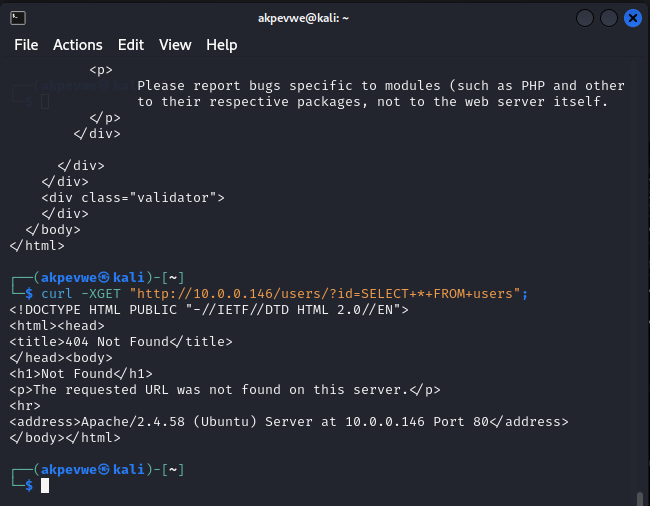 akpevwe@kali: ~
File Actions Edit View Help
<p>
Please report bugs specific to modules (such as PHP and other
to their respective packages, not to the web server itself.
</p>
</div>
</div>
</div>
<div class="validator">
</div>
</body>
</html>
┌──(akpevwe㉿kali)-[~]
└─$ curl -XGET "http://10.0.0.146/users/?id=SELECT+*+FROM+users";
<!DOCTYPE HTML PUBLIC "-//IETF//DTD HTML 2.0//EN">
<html><head>
<title>404 Not Found</title>
</head><body>
<h1>Not Found</h1>
<p>The requested URL was not found on this server.</p>
<hr>
<address>Apache/2.4.58 (Ubuntu) Server at 10.0.0.146 Port 80</address>
</body></html>
┌──(akpevwe㉿kali)-[~]
└─$